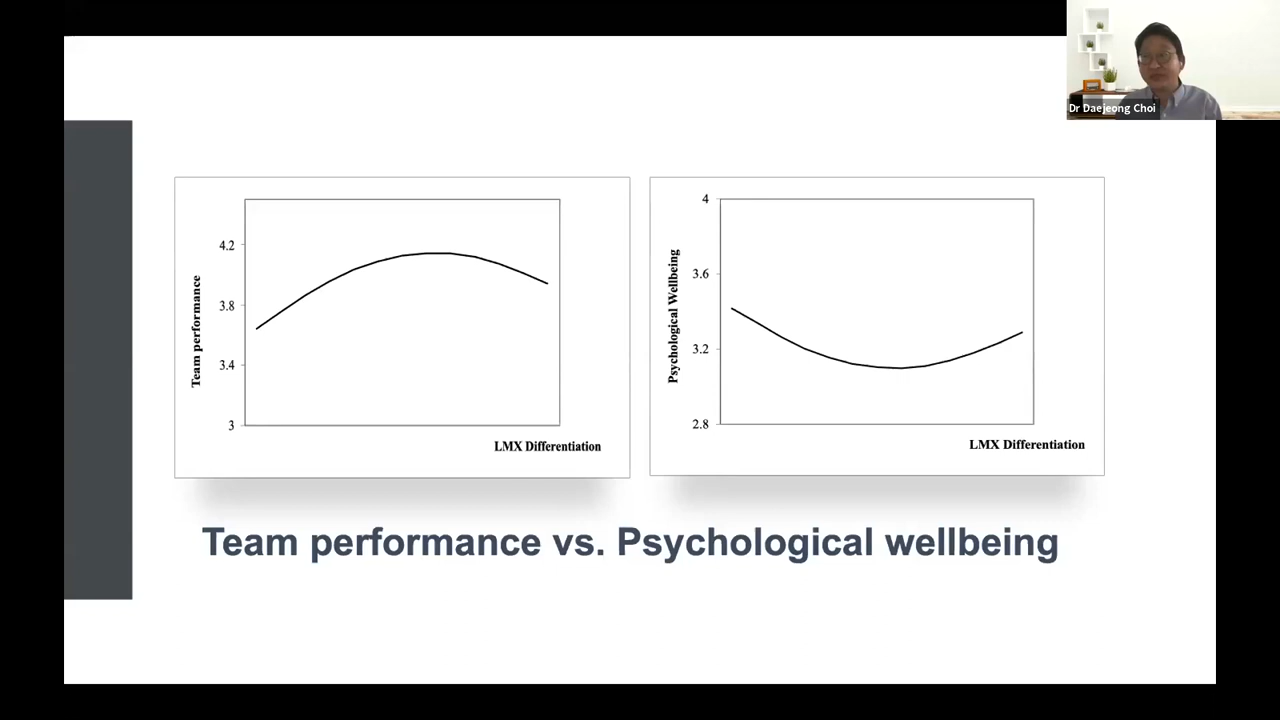 Dr Daejeong Choi
4.2
3.8
3.4
3
Team performance
LMX Differentiation
4
3.6
3.2
2.8
Psychological Wellbeing
LMX Differentiation
Team performance vs. Psychological wellbeing